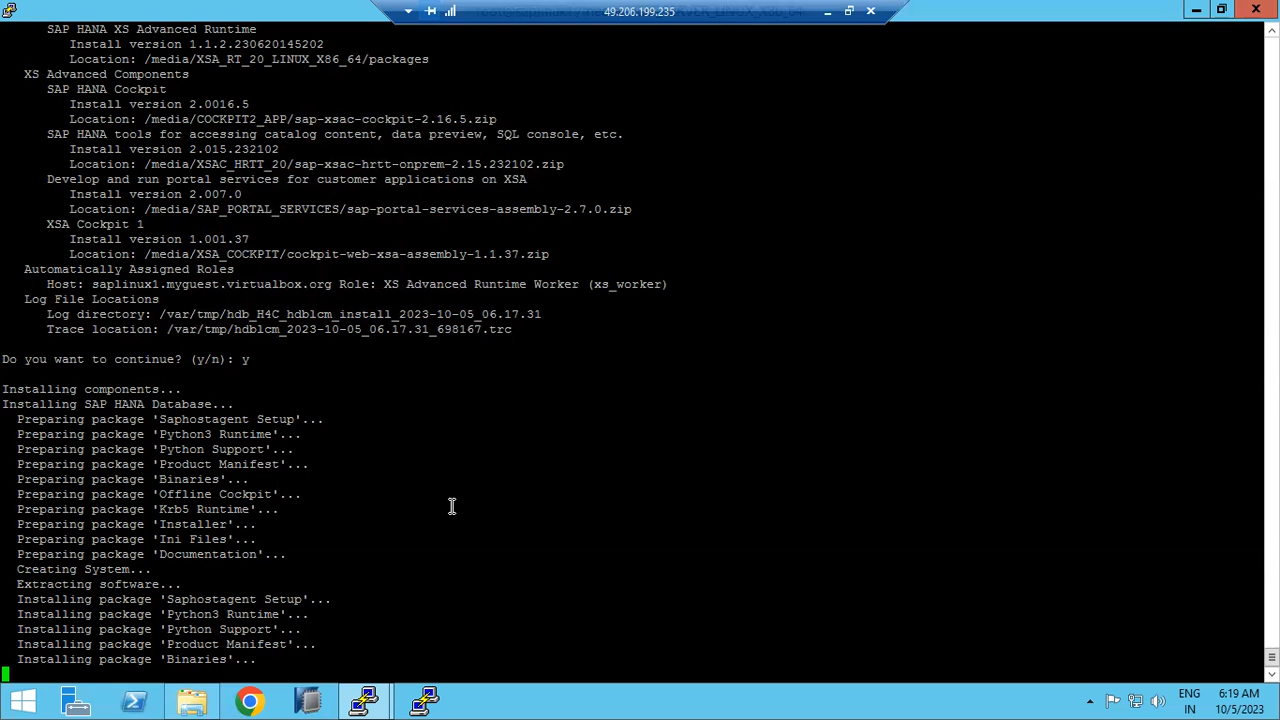 49.206.199.235
SAP HANA XS Advanced Runtime
Install version 1.1.2.230620145202
Location: /media/XSA_RT_20_LINUX_X86_64/packages
XS Advanced Components
SAP HANA Cockpit
Install version 2.0016.5
Location: /media/COCKPIT2_APP/sap-xsac-cockpit-2.16.5.zip
SAP HANA tools for accessing catalog content, data preview, SQL console, etc.
Install version 2.015.232102
Location: /media/XSAC_HRTT_20/sap-xsac-hrtt-onprem-2.15.232102.zip
Develop and run portal services for customer applications on XSA
Install version 2.007.0
Location: /media/SAP_PORTAL_SERVICES/sap-portal-services-assembly-2.7.0.zip
XSA Cockpit 1
Install version 1.001.37
Location: /media/XSA_COCKPIT/cockpit-web-xsa-assembly-1.1.37.zip
Automatically Assigned Roles
Host: saplinux1.myguest.virtualbox.org Role: XS Advanced Runtime Worker (xs_worker)
Log File Locations
Log directory: /var/tmp/hdb_H4C_hdblcm_install_2023-10-05_06.17.31
Trace location: /var/tmp/hdblcm_2023-10-05_06.17.31_698167.trc
Do you want to continue? (y/n): y
Installing components...
Installing SAP HANA Database...
Preparing package 'Saphostagent Setup'...
Preparing package 'Python3 Runtime'...
Preparing package 'Python Support'...
Preparing package 'Product Manifest'...
Preparing package 'Binaries'...
Preparing package 'Offline Cockpit'...
Preparing package 'Krb5 Runtime'...
Preparing package 'Installer'...
Preparing package 'Ini Files'...
Preparing package 'Documentation'...
Creating System...
Extracting software...
Installing package 'Saphostagent Setup'...
Installing package 'Python3 Runtime'...
Installing package 'Python Support'...
Installing package 'Product Manifest'...
Installing package 'Binaries'...
ENG 6:19 AM
IN 10/5/2023